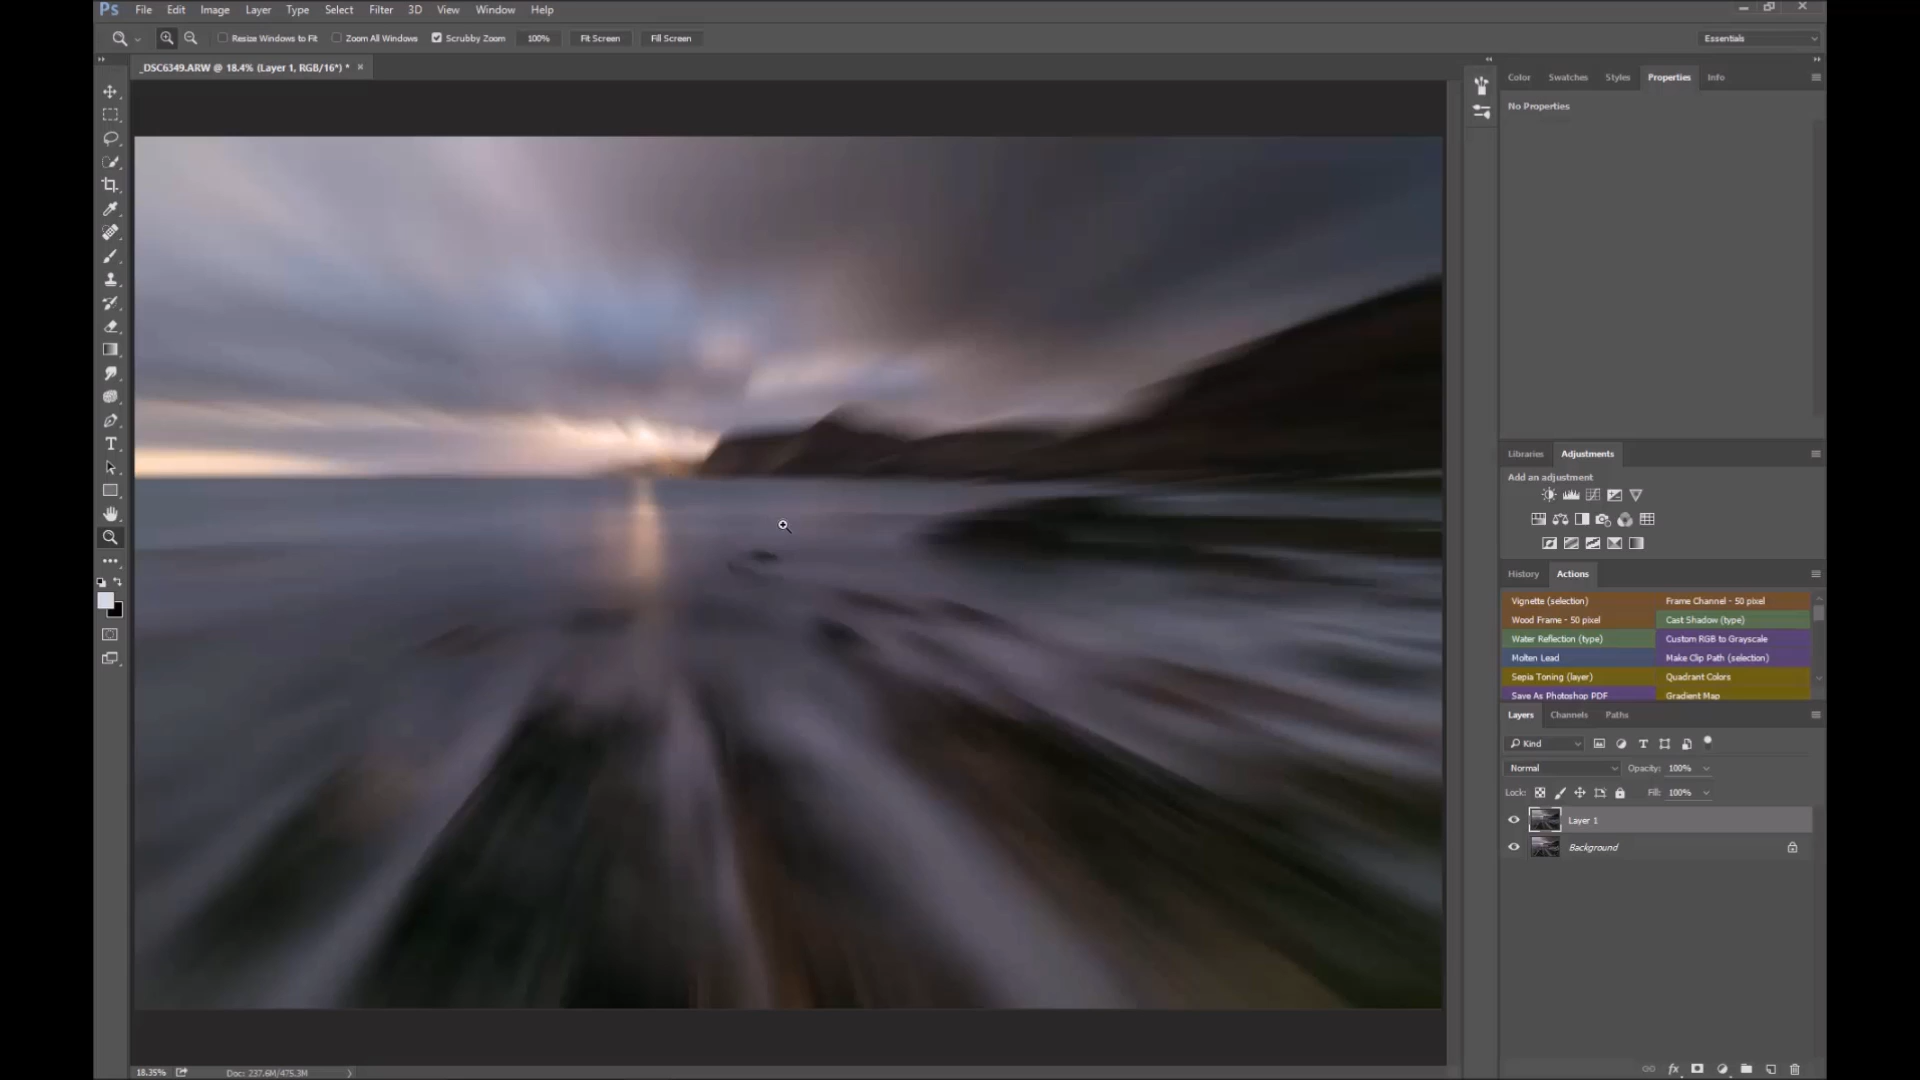 Ps File Edit Image Layer Type Select Filter 3D View Window Help
Resize Windows to Fit Zoom All Windows Scrubby Zoom 100% Fit Screen Fill Screen Essentials
_DSC6349.ARW @ 18.4% (Layer 1, RGB/16*) * ×
Color Swatches Styles Properties Info
No Properties
Libraries Adjustments
Add an adjustment
History Actions
Vignette (selection) Frame Channel - 50 pixel
Wood Frame - 50 pixel Cast Shadow (type)
Water Reflection (type) Custom RGB to Grayscale
Molten Lead Make Clip Path (selection)
Sepia Toning (layer) Quadrant Colors
Save As Photoshop PDF Gradient Map
Layers Channels Paths
Kind
Normal Opacity: 100%
Lock: Fill: 100%
Layer 1
Background
18.35% Doc: 237.6M/475.3M